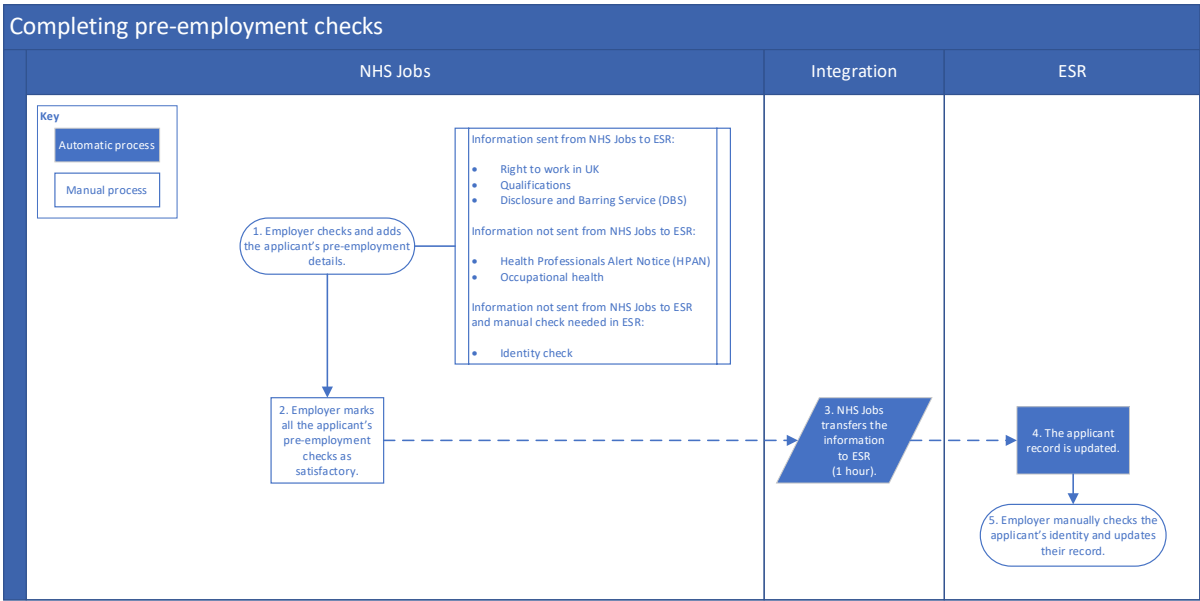 Completing pre-employment checks
NHS Jobs
Integration
ESR
Key
Automatic process
Manual process
Information sent from NHS Jobs to ESR:
• Right to work in UK
• Qualifications
• Disclosure and Barring Service (DBS)
Information not sent from NHS Jobs to ESR:
• Health Professionals Alert Notice (HPAN)
• Occupational health
Information not sent from NHS Jobs to ESR
and manual check needed in ESR:
• Identity check
1. Employer checks and adds
the applicant's pre-employment
details.
2. Employer marks
all the applicant's
pre-employment
checks as
satisfactory.
3. NHS Jobs
transfers the
information
to ESR
(1 hour).
4. The applicant
record is updated.
5. Employer manually checks the
applicant's identity and updates
their record.